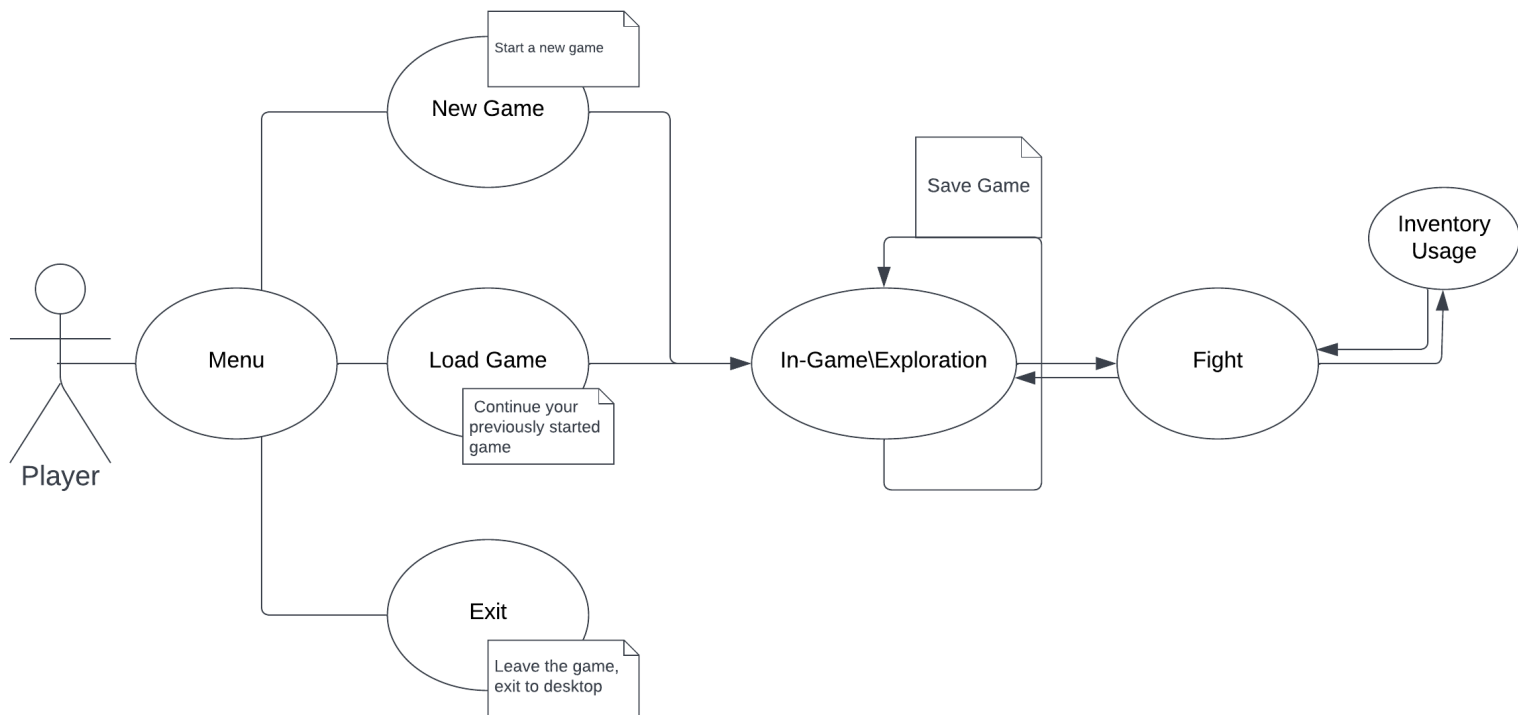 Start a new game
New Game
Save Game
Inventory
Usage
Menu
Load Game
In-Game\Exploration
Fight
Continue your
previously started
game
Player
Exit
Leave the game,
exit to desktop